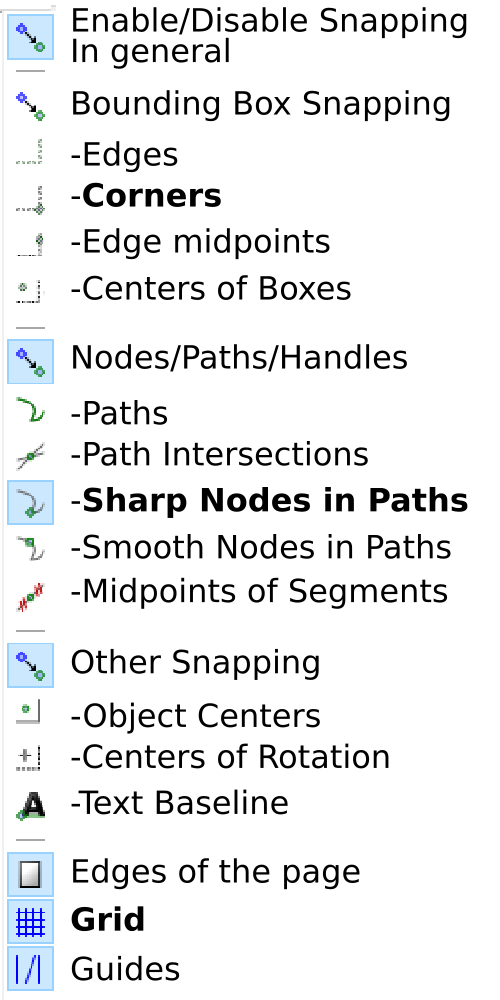 Enable/Disable Snapping
In general
Bounding Box Snapping
-Edges
-Corners
-Edge midpoints
-Centers of Boxes
Nodes/Paths/Handles
-Paths
-Path Intersections
-Sharp Nodes in Paths
-Smooth Nodes in Paths
-Midpoints of Segments
Other Snapping
-Object Centers
-Centers of Rotation
-Text Baseline
Edges of the page
Grid
Guides